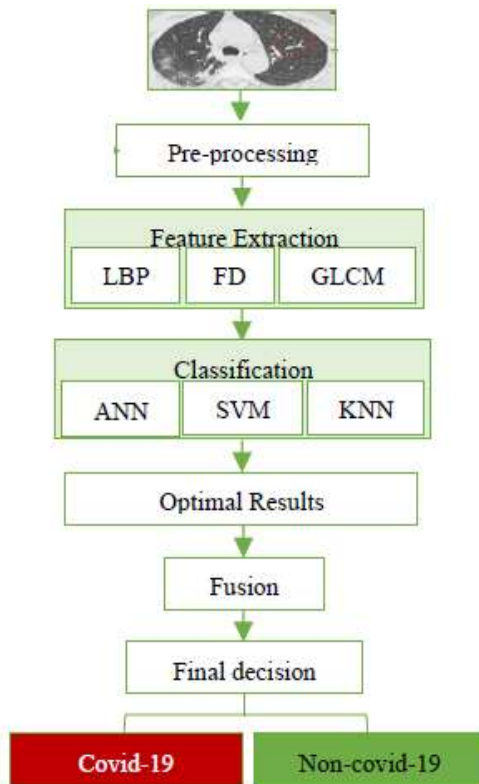 Pre-processing
Feature Extraction
LBP FD GLCM
Classification
ANN SVM KNN
Optimal Results
Fusion
Final decision
Covid-19 Non-covid-19